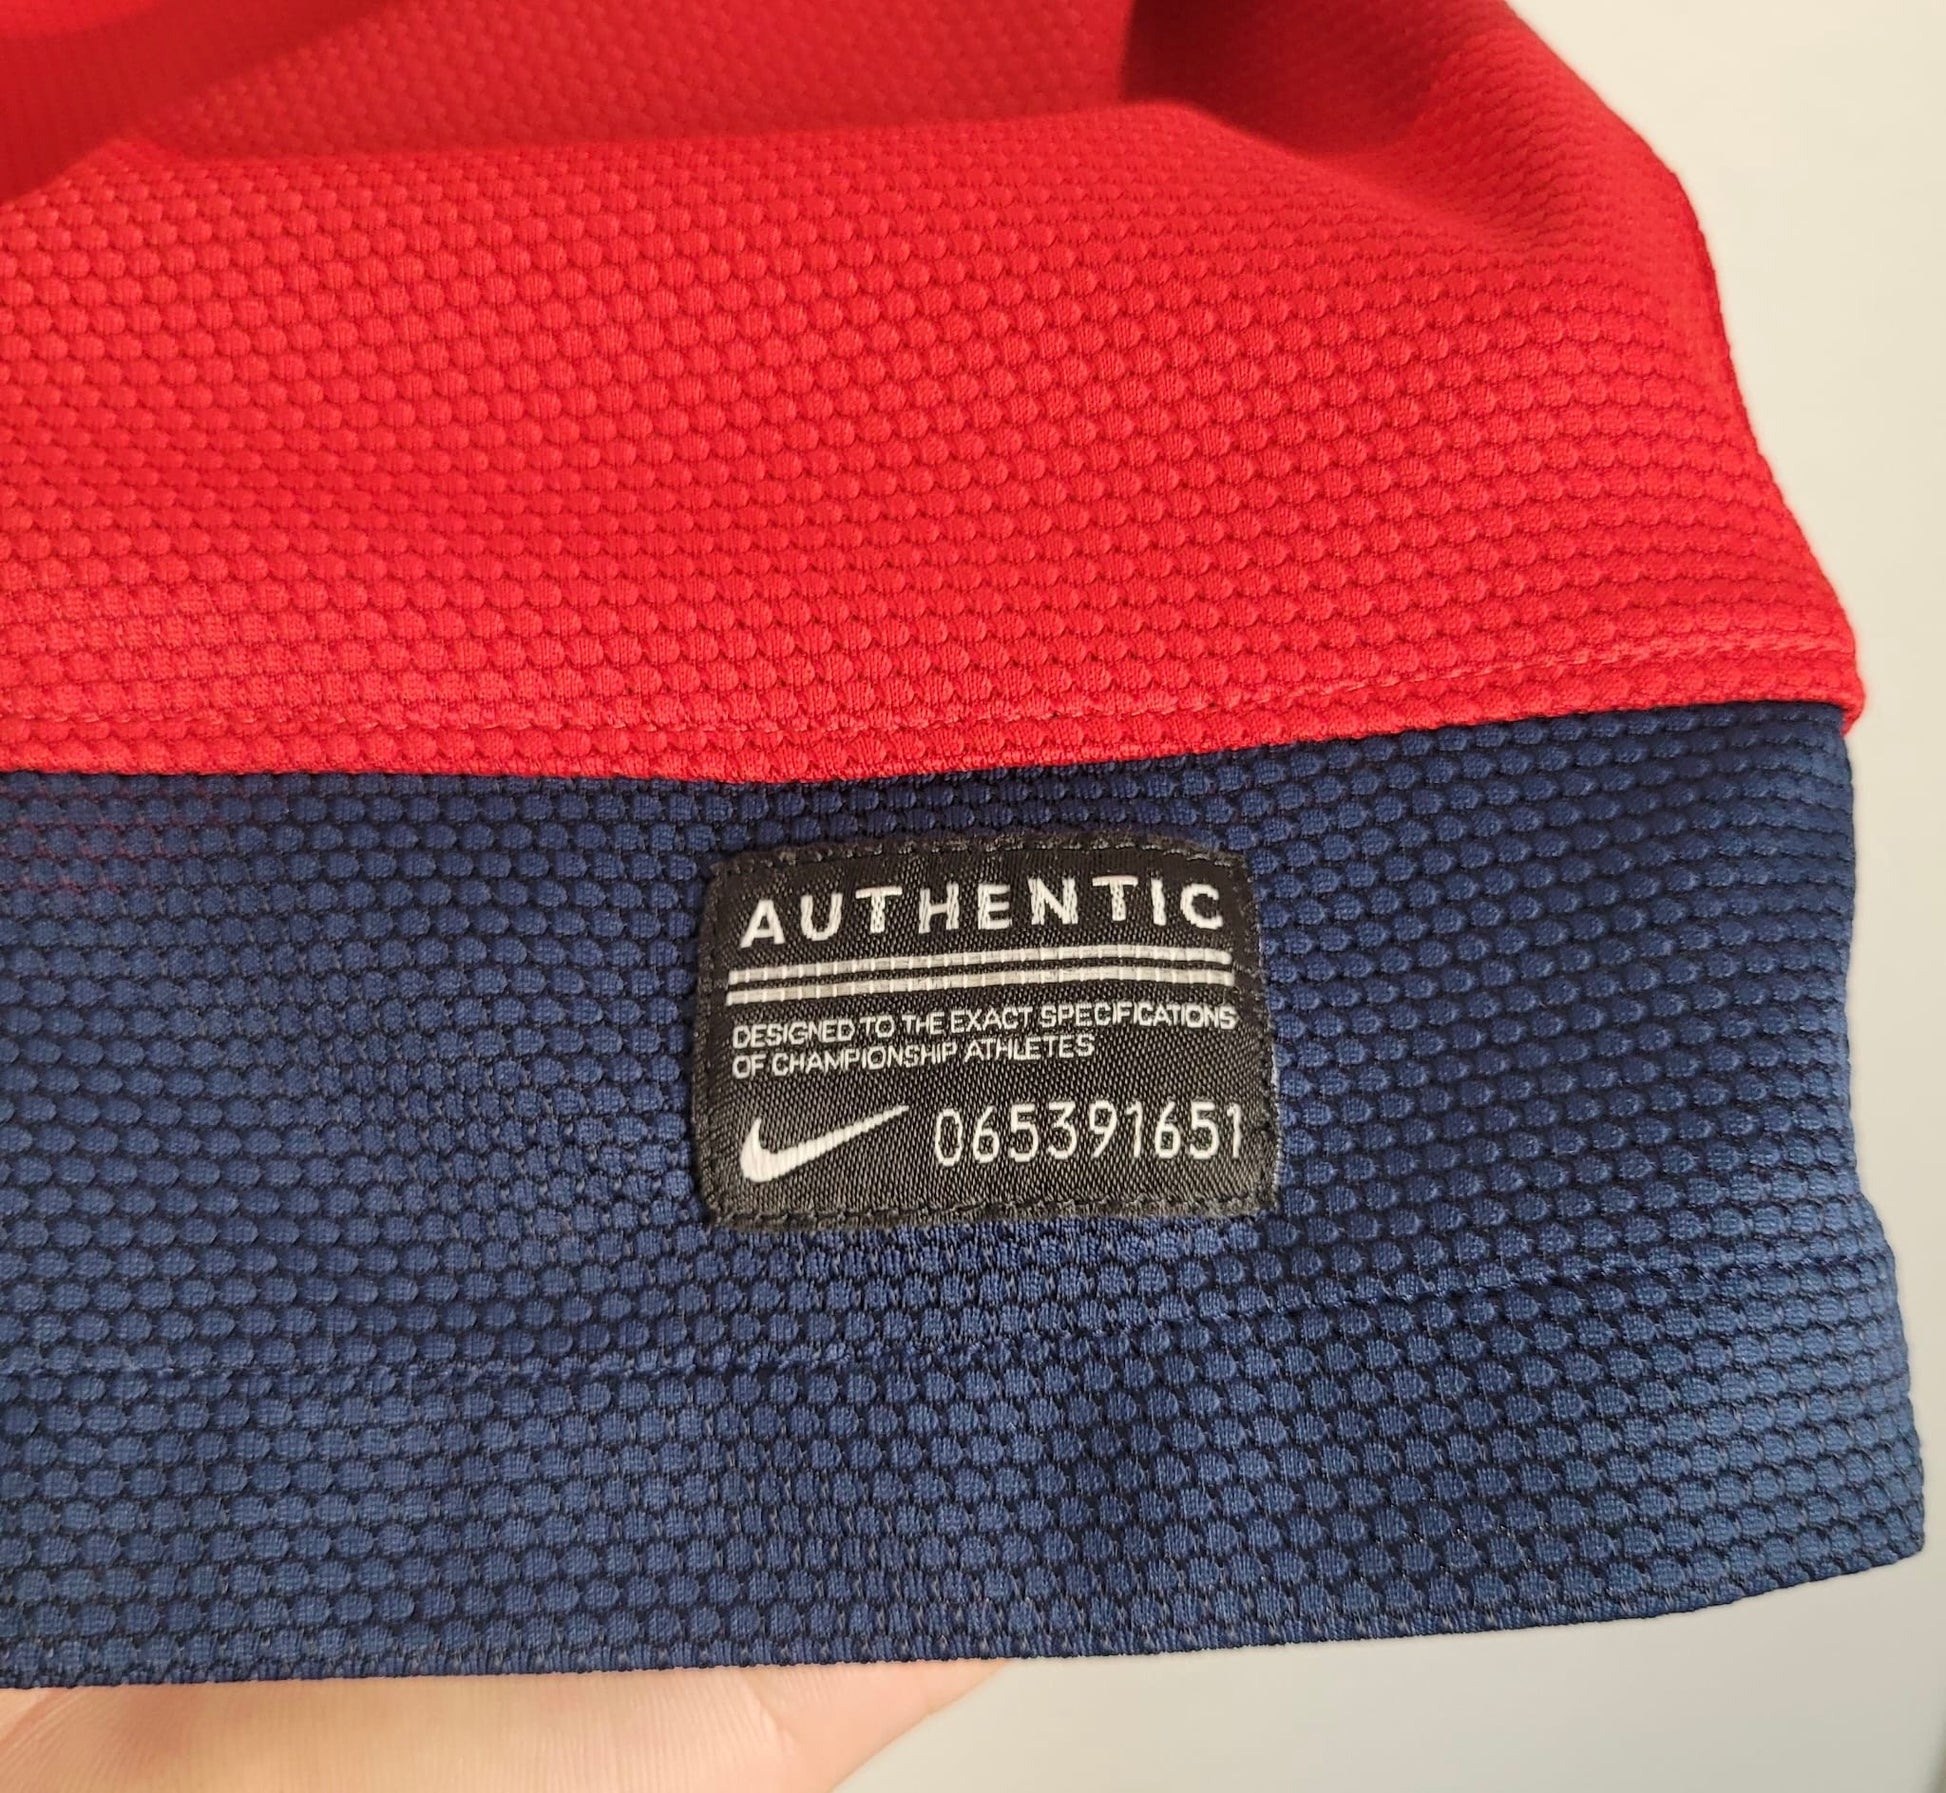 AUTHENTIC
DESIGNED TO THE EXACT SPECIFICATIONS
OF CHAMPIONSHIP ATHLETES
065391651